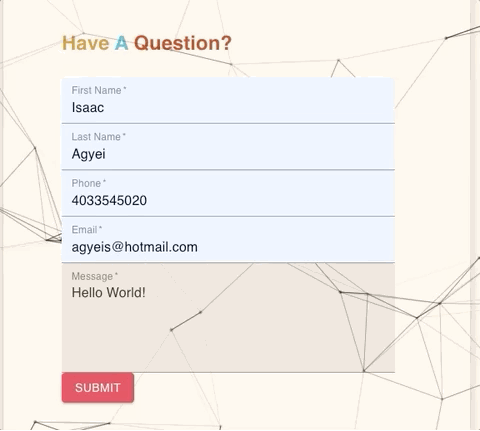 Have A Question?
First Name *
Isaac
Last Name *
Agyei
Phone *
4033545020
Email *
agyeis@hotmail.com
Message *
Hello World!
SUBMIT